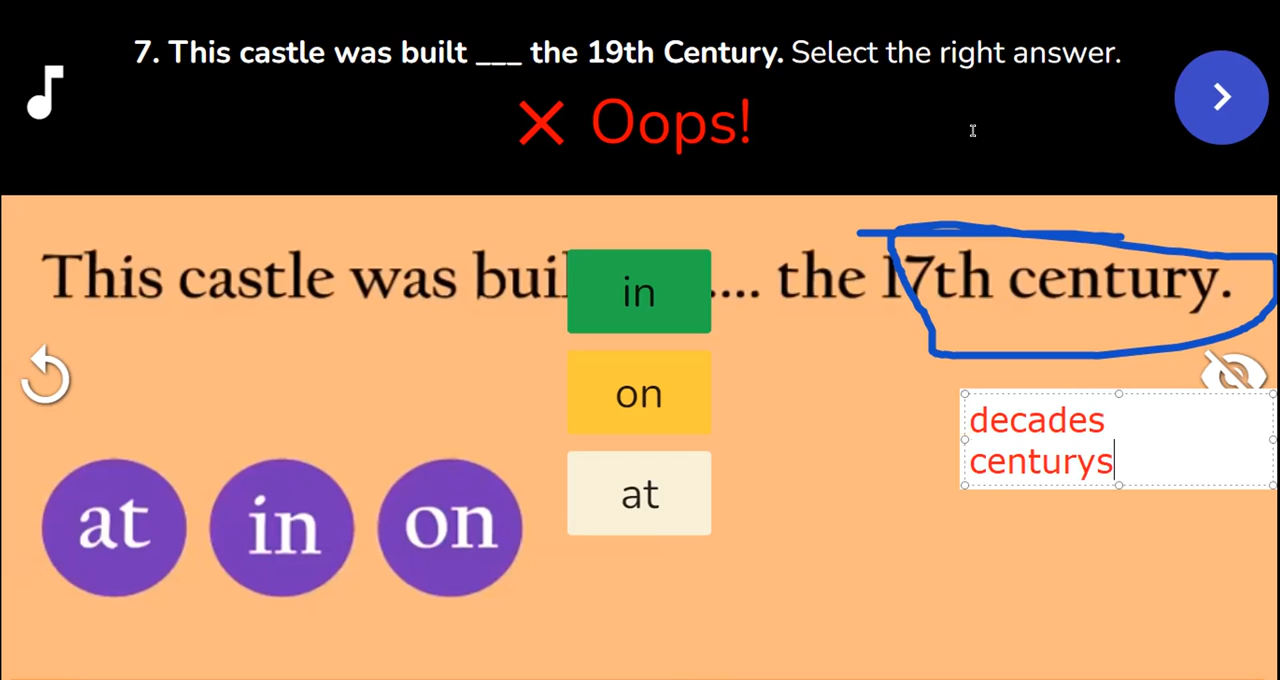 7. This castle was built ___ the 19th Century. Select the right answer.
✕ Oops!
This castle was buil .... the 17th century.
in
on
at
decades
centurys
at in on